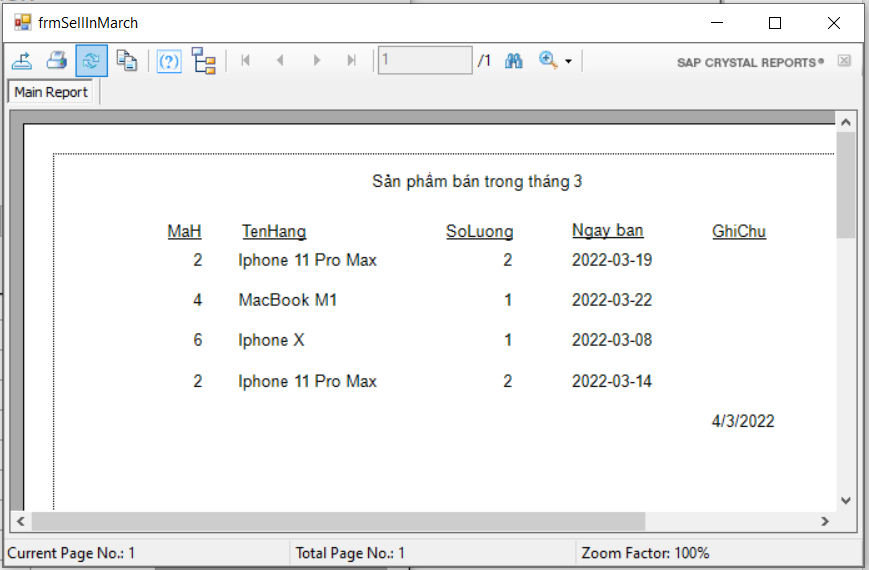 frmSellInMarch
1 /1 SAP CRYSTAL REPORTS®
Main Report
Sản phẩm bán trong tháng 3
MaH TenHang SoLuong Ngay ban GhiChu
2 Iphone 11 Pro Max 2 2022-03-19
4 MacBook M1 1 2022-03-22
6 Iphone X 1 2022-03-08
2 Iphone 11 Pro Max 2 2022-03-14
4/3/2022
Current Page No.: 1 Total Page No.: 1 Zoom Factor: 100%